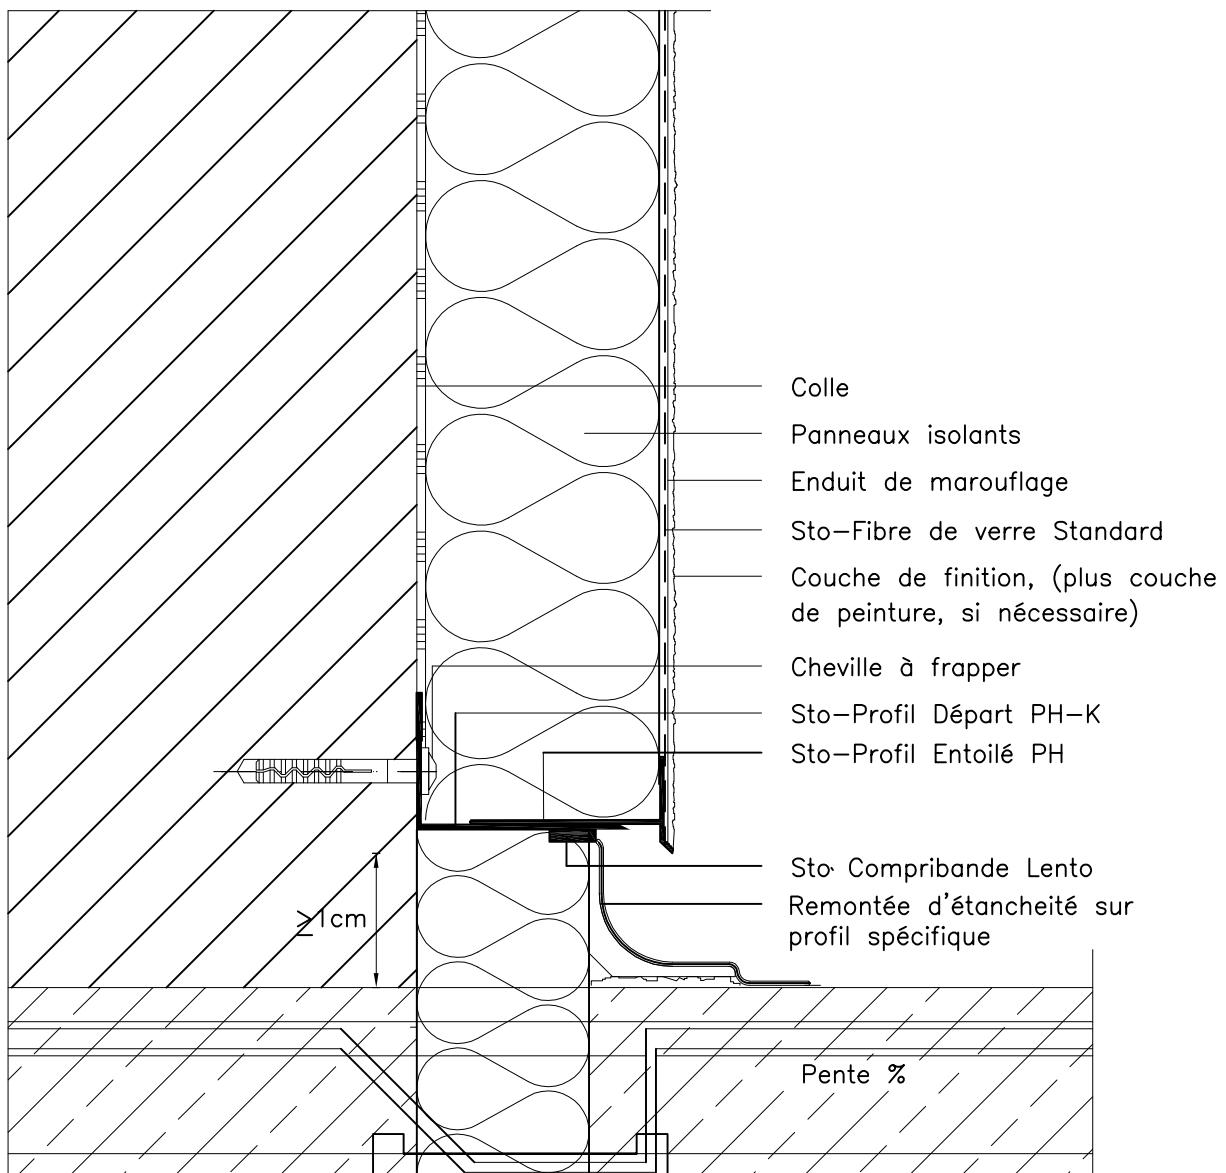 Colle
Panneaux isolants
Enduit de marouflage
Sto-Fibre de verre Standard
Couche de finition, (plus couche
de peinture, si nécessaire)
Cheville à frapper
Sto-Profil Départ PH-K
Sto-Profil Entoilé PH
Sto Compribande Lento
Remontée d'étancheité sur
profil spécifique
≥1cm
Pente %